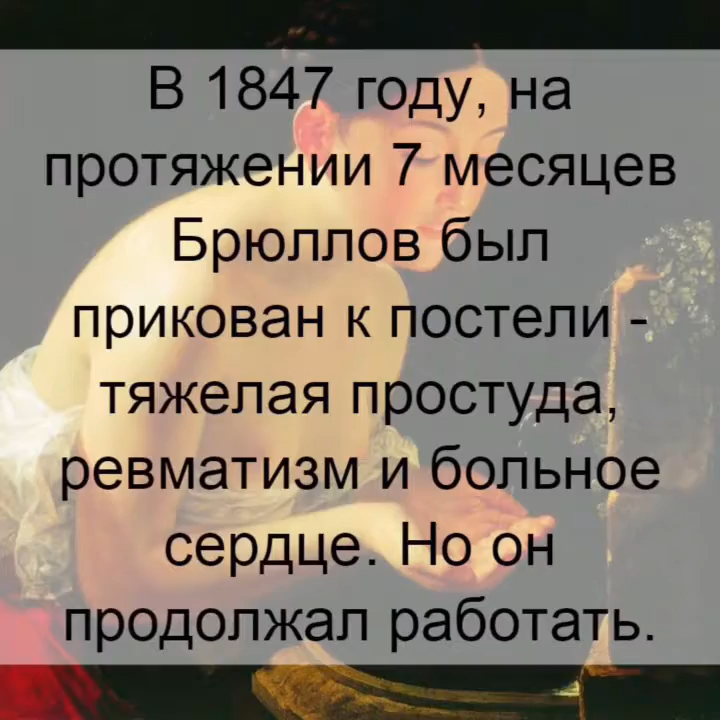 В 1847 году, на
протяжении 7 месяцев
Брюллов был
прикован к постели -
тяжелая простуда,
ревматизм и больное
сердце. Но он
продолжал работать.